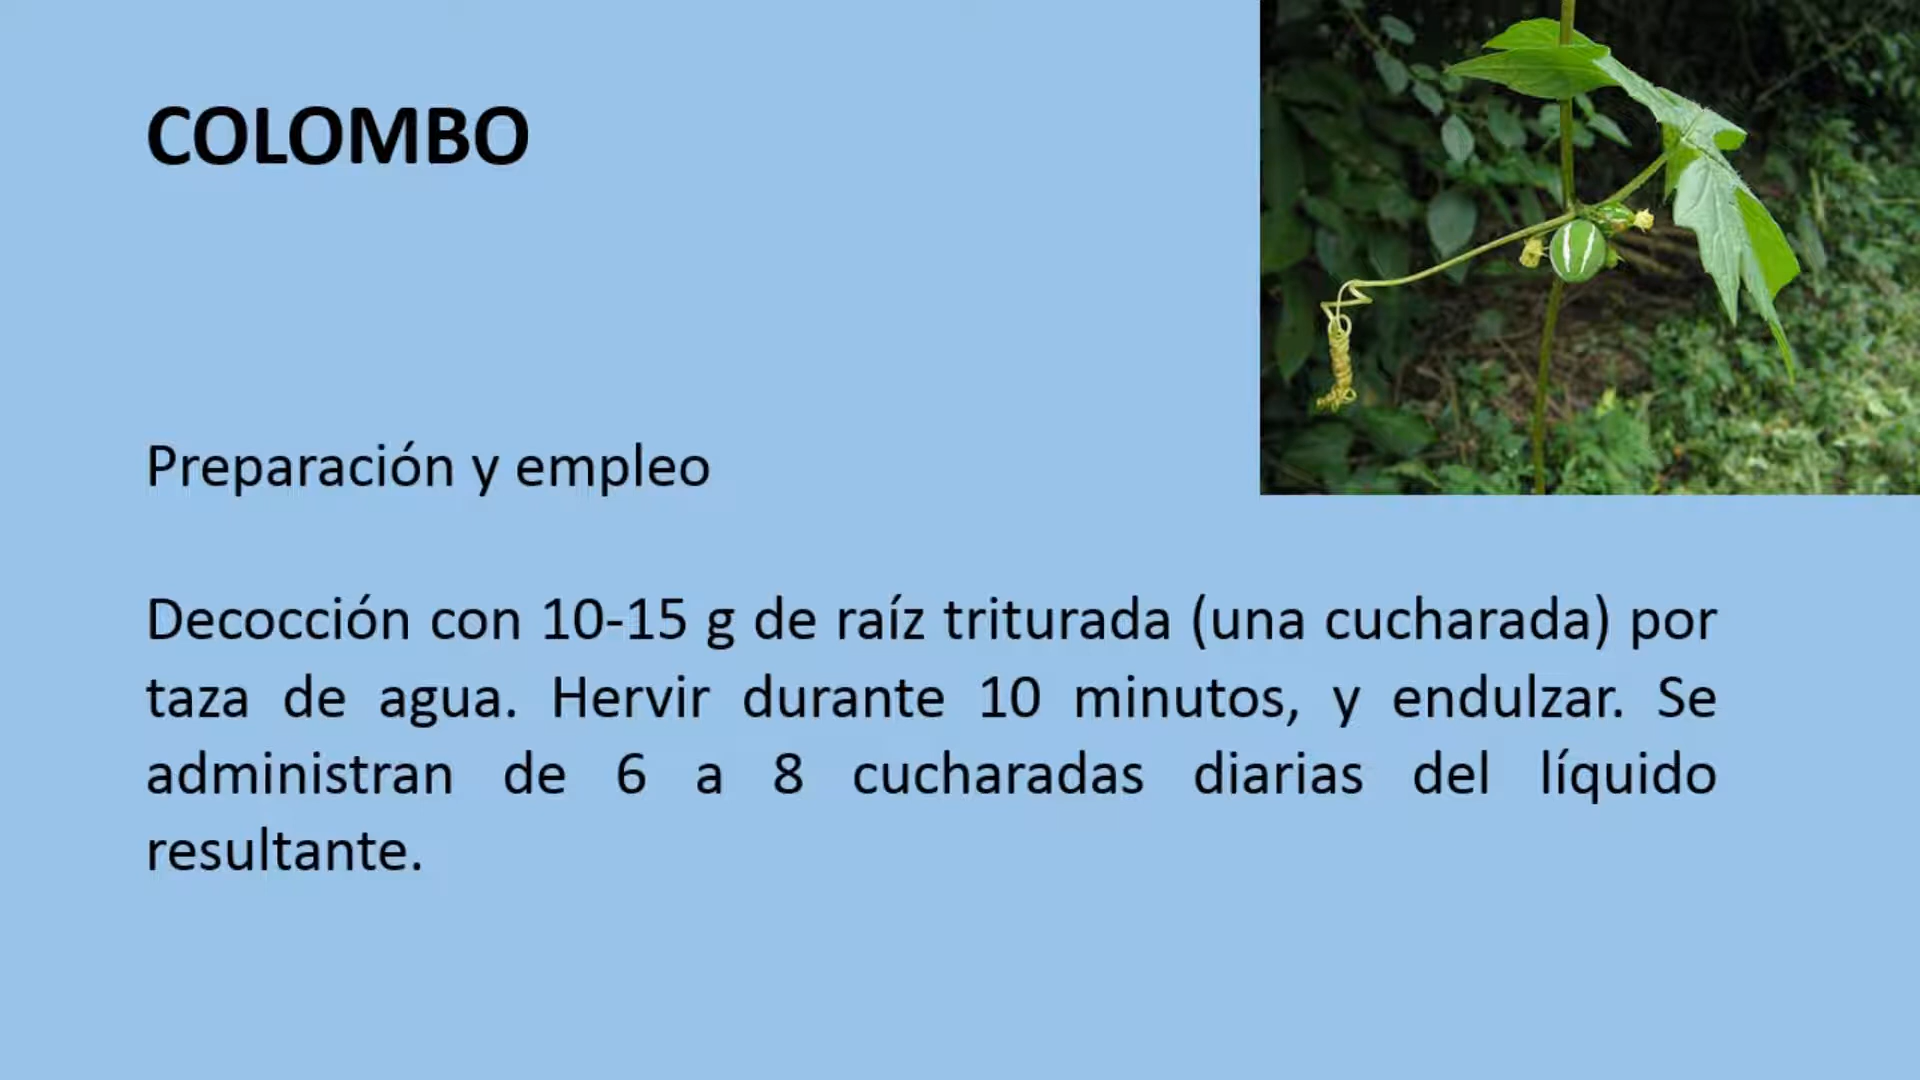 COLOMBO
Preparación y empleo
Decocción con 10-15 g de raíz triturada (una cucharada) por
taza de agua. Hervir durante 10 minutos, y endulzar. Se
administran de 6 a 8 cucharadas diarias del líquido
resultante.